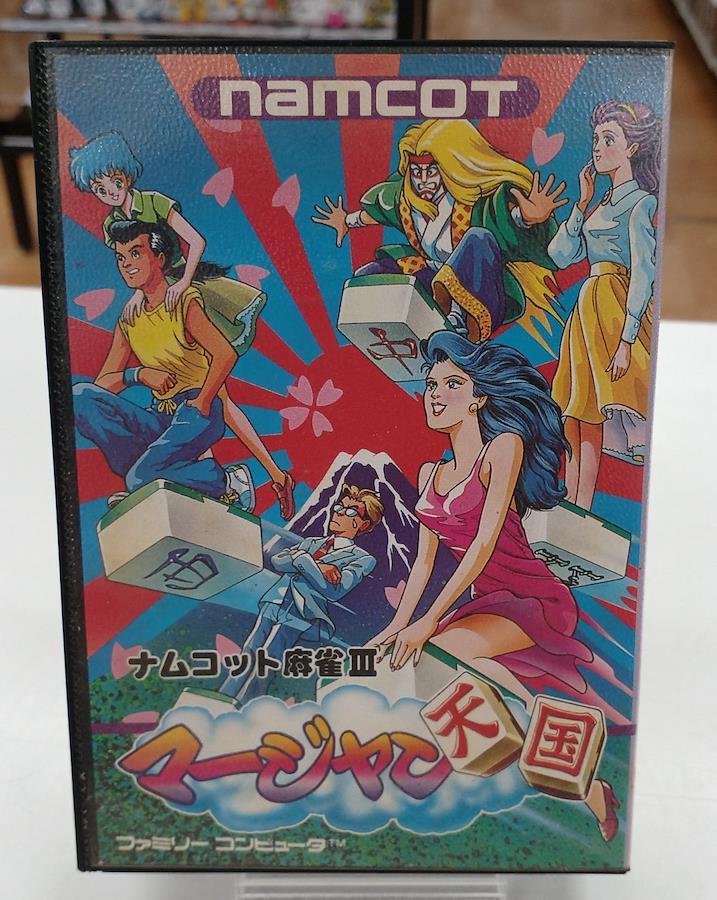 namcot
ナムコット麻雀Ⅲ
マージャン天国
ファミリーコンピュータ™